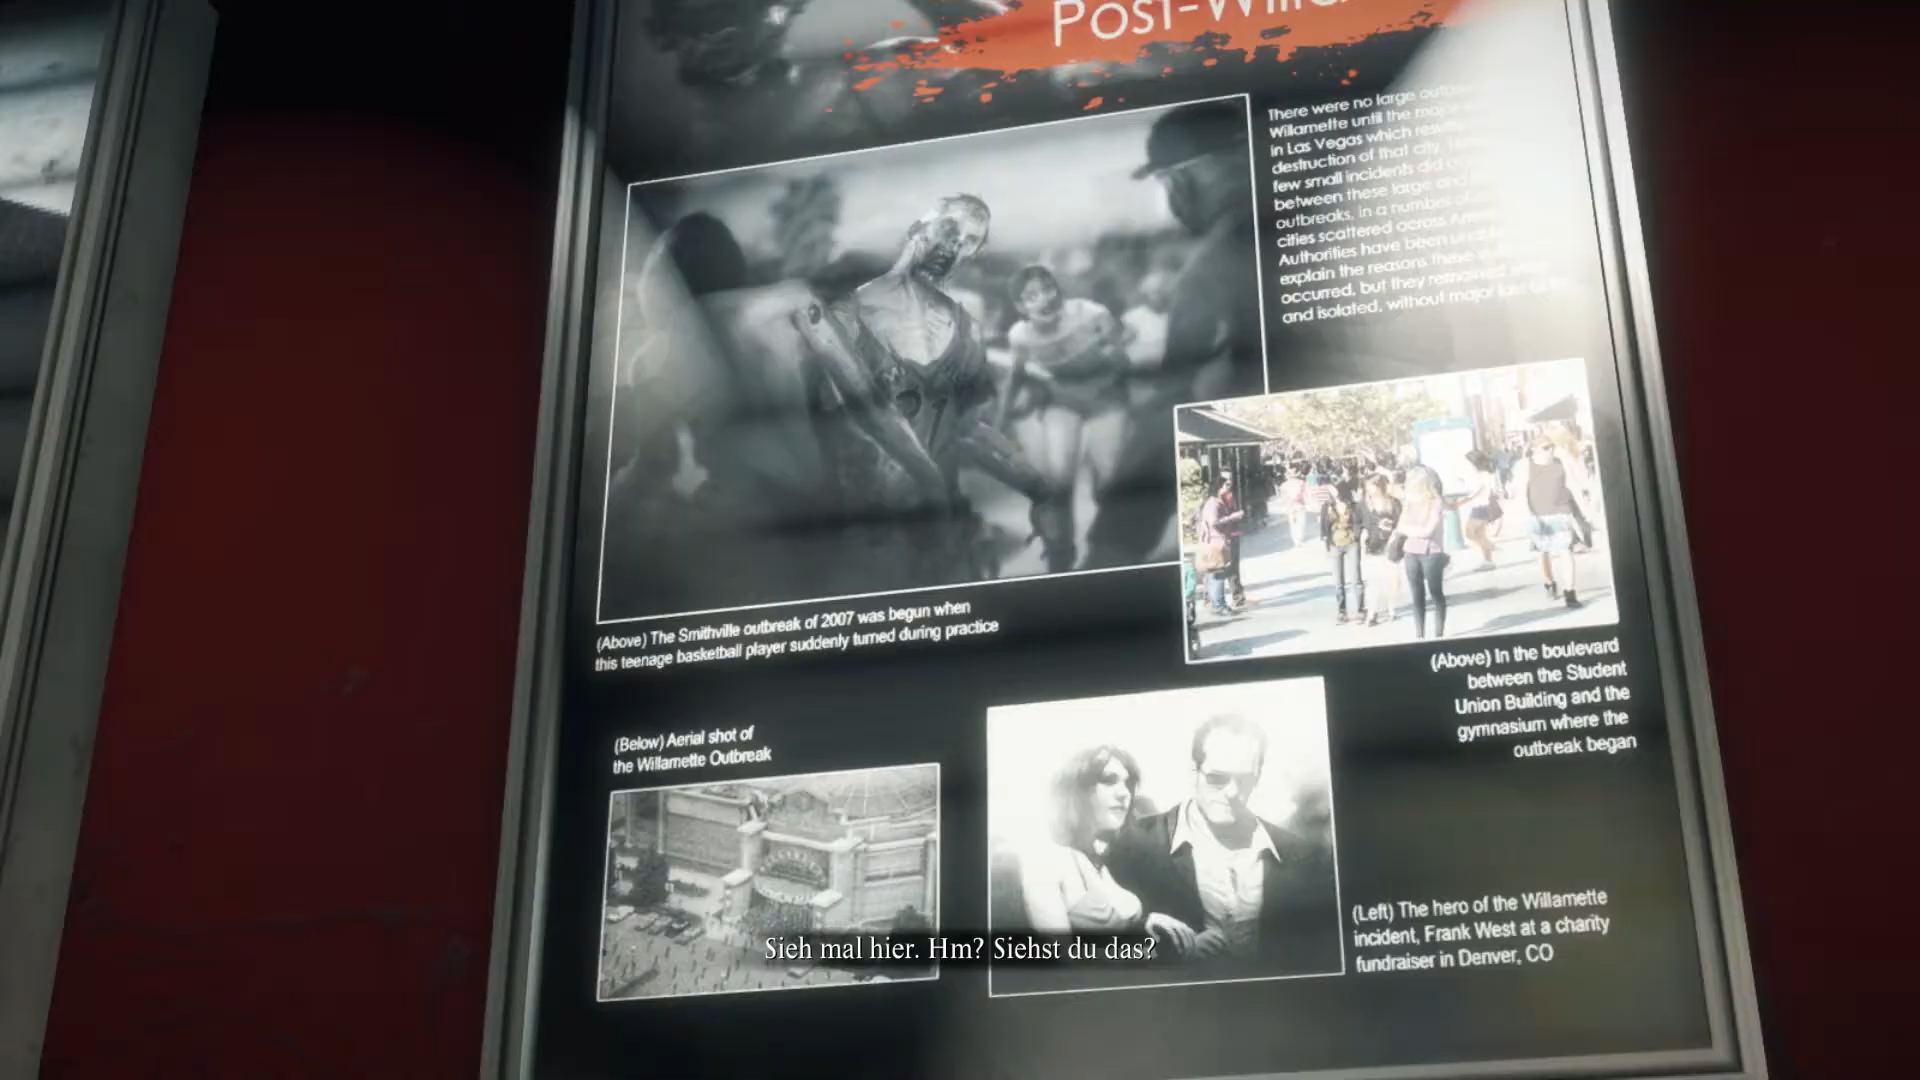 Post-
There were no large
Willamette until the major
in Las Vegas which
destruction of that city.
few small incidents did
between these large and
outbreaks, in a number of
cities scattered across
Authorities have been
explain the reasons these
occurred, but they remained
and isolated, without major
(Above) The Smithville outbreak of 2007 was begun when
this teenage basketball player suddenly turned during practice
(Above) In the boulevard
between the Student
Union Building and the
gymnasium where the
outbreak began
(Below) Aerial shot of
the Willamette Outbreak
(Left) The hero of the Willamette
incident, Frank West at a charity
fundraiser in Denver, CO
Sieh mal hier. Hm? Siehst du das?